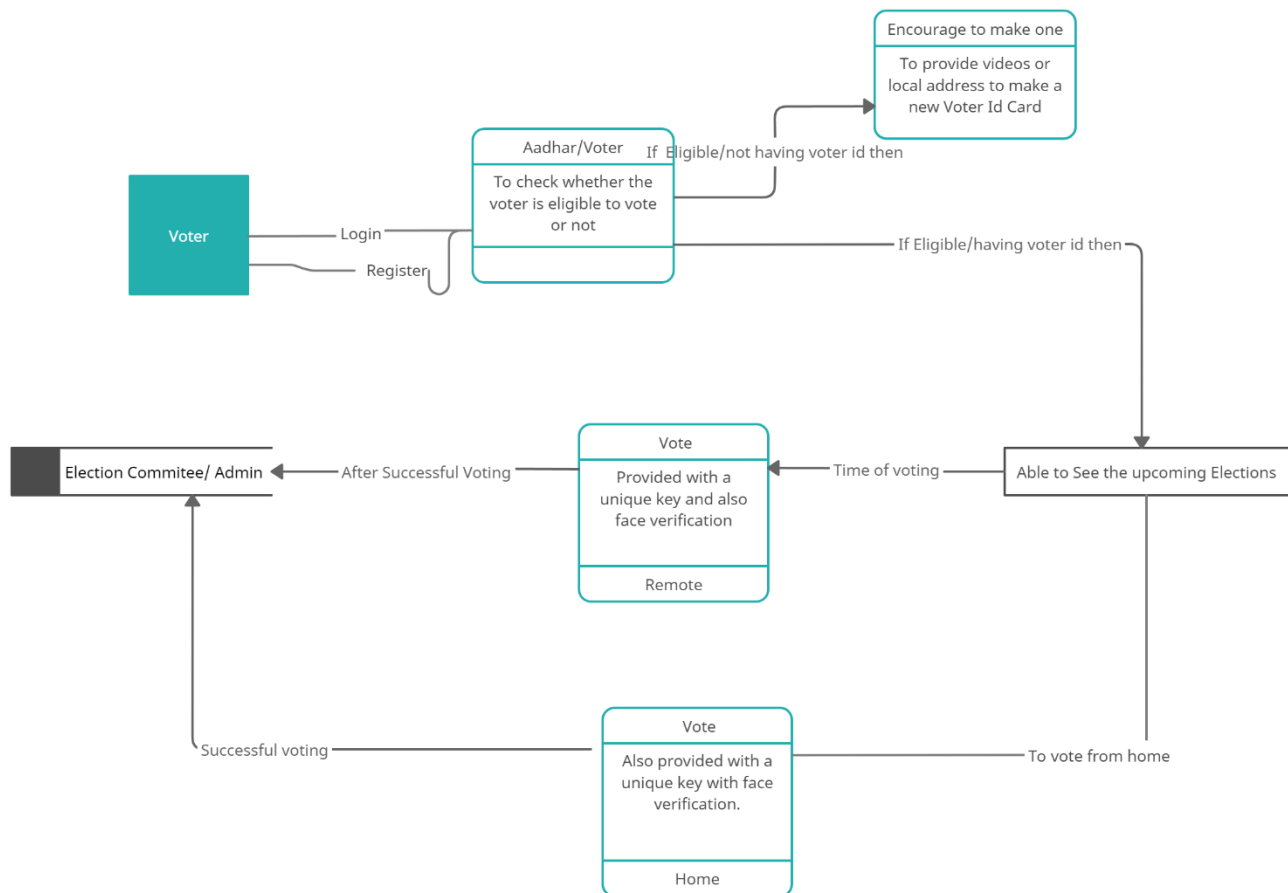 Encourage to make one
To provide videos or
local address to make a
new Voter Id Card
Aadhar/Voter
To check whether the
voter is eligible to vote
or not
If  Eligible/not having voter id then
Voter
Login
Register
If Eligible/having voter id then
Election Commitee/ Admin
After Successful Voting
Vote
Provided with a
unique key and also
face verification
Remote
Time of voting
Able to See the upcoming Elections
Successful voting
Vote
Also provided with a
unique key with face
verification.
Home
To vote from home